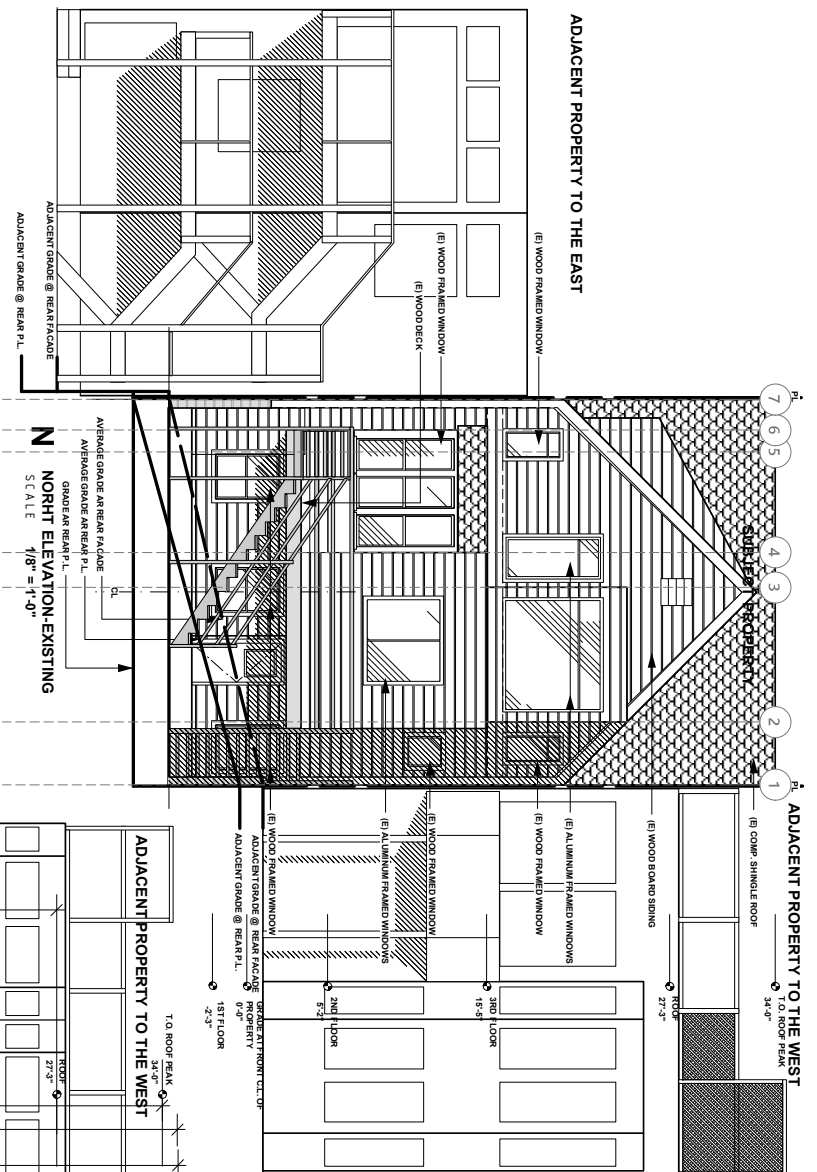 ADJACENT PROPERTY TO THE EAST
(E) WOOD FRAMED WINDOW
(E) WOOD FRAMED WINDOW
(E) WOOD DECK
ADJACENT GRADE @ REAR FACADE
ADJACENT GRADE @ REAR P.L.
PL
7
6
5
4
3
2
1
PL
SUBJECT PROPERTY
CL
AVERAGE GRADE AR REAR FACADE
AVERAGE GRADE AR REAR P.L.
GRADE AR REAR P.L.
N
NORHT ELEVATION-EXISTING
SCALE 1/8" = 1'-0"
ADJACENT PROPERTY TO THE WEST
(E) COMP. SHINGLE ROOF
(E) WOOD BOARD SIDING
(E) ALUMINUM FRAMED WINDOWS
(E) WOOD FRAMED WINDOW
(E) WOOD FRAMED WINDOW
(E) ALUMINUM FRAMED WINDOWS
(E) WOOD FRAMED WINDOW
ADJACENT GRADE @ REAR FACADE
ADJACENT GRADE @ REAR P.L.
T.O. ROOF PEAK
34'-0"
ROOF
27'-3"
3RD FLOOR
15'-5"
2ND FLOOR
5'-2"
GRADE AT FRONT C.L. OF
PROPERTY
0'-0"
1ST FLOOR
-2'-3"
ADJACENT PROPERTY TO THE WEST
T.O. ROOF PEAK
34'-0"
ROOF
27'-3"